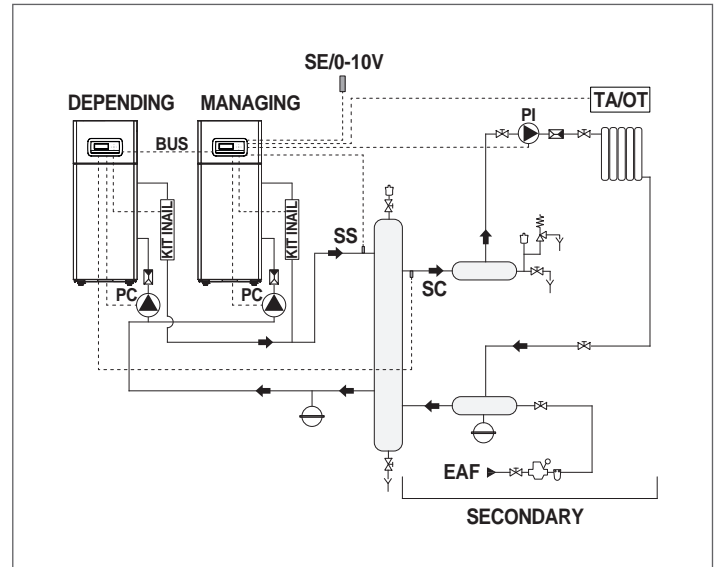 SE/0-10V
DEPENDING
MANAGING
TA/OT
PI
BUS
KIT INAIL
KIT INAIL
SS
SC
PC
PC
EAF
SECONDARY